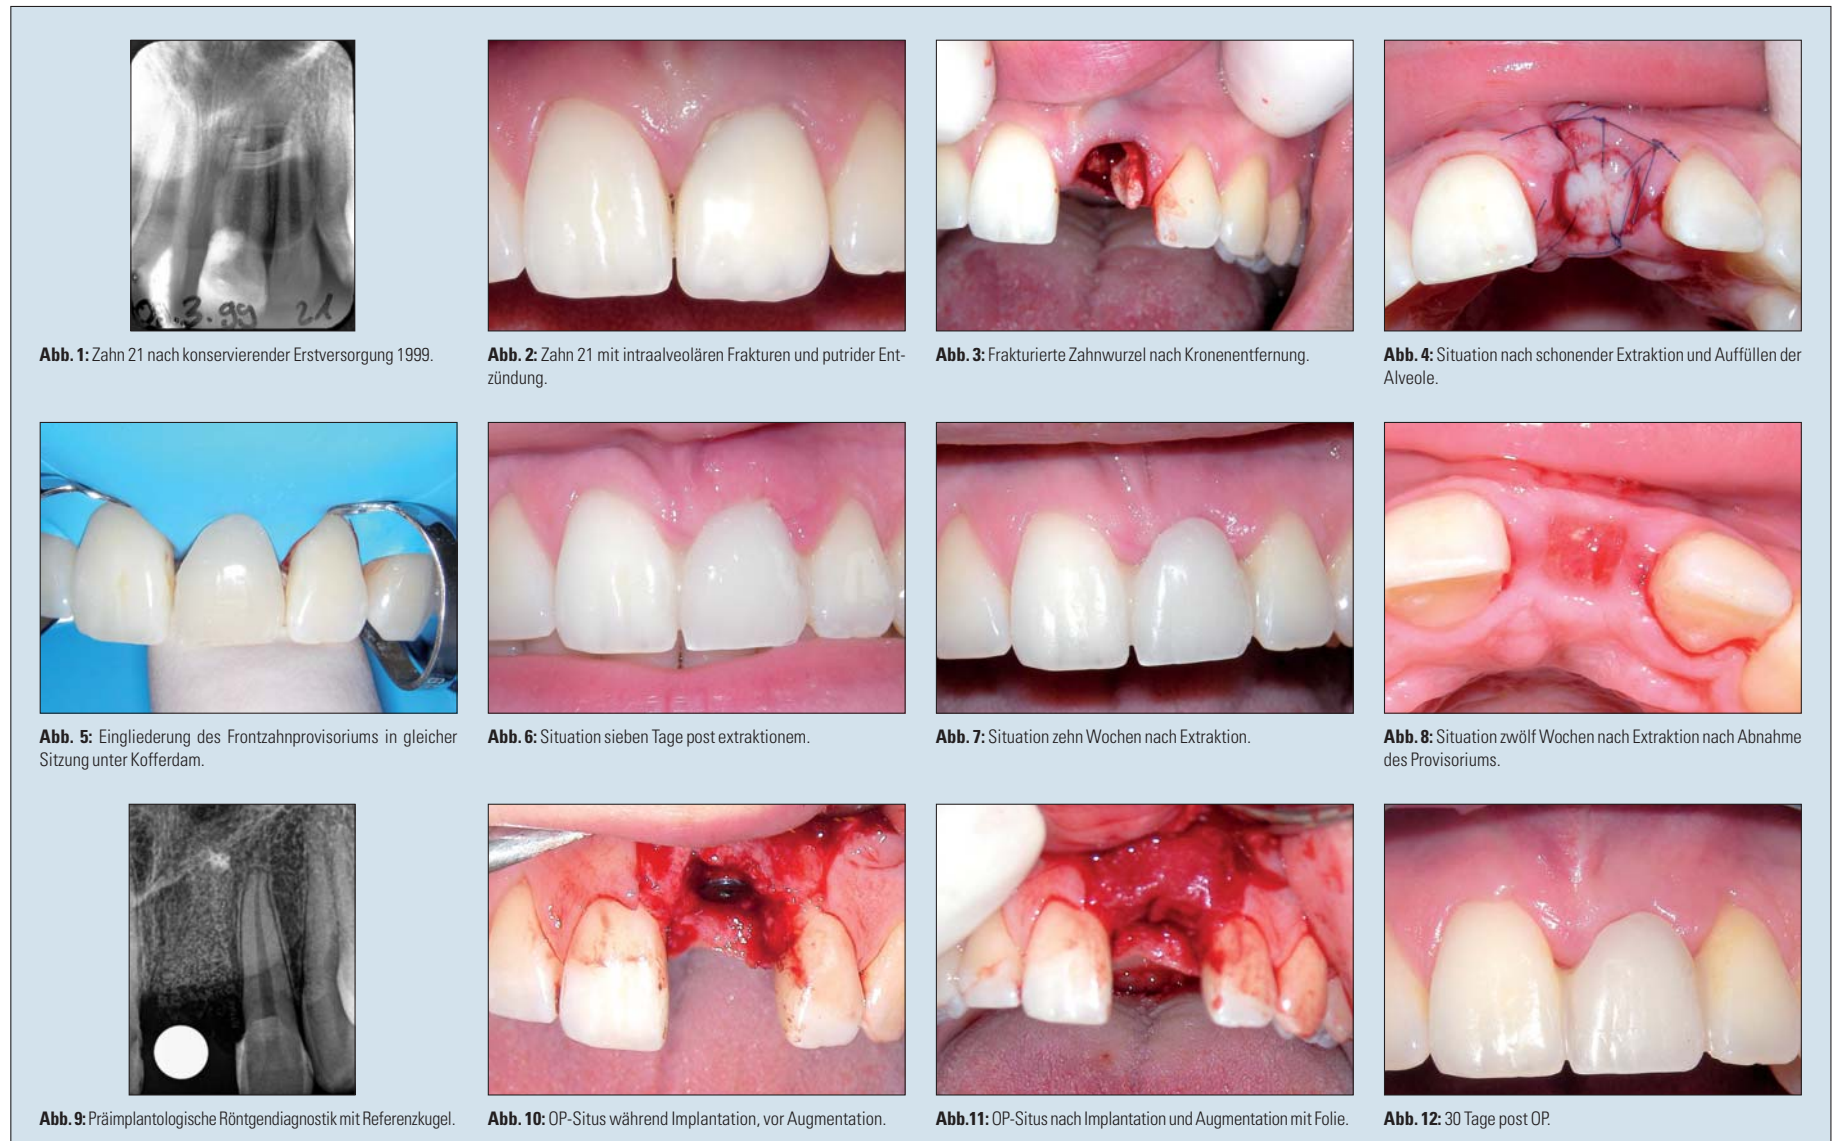 3.99 21
Abb. 1: Zahn 21 nach konservierender Erstversorgung 1999.
Abb. 2: Zahn 21 mit intraalveolären Frakturen und putrider Ent-
zündung.
Abb. 3: Frakturierte Zahnwurzel nach Kronenentfernung.
Abb. 4: Situation nach schonender Extraktion und Auffüllen der
Alveole.
Abb. 5: Eingliederung des Frontzahnprovisoriums in gleicher
Sitzung unter Kofferdam.
Abb. 6: Situation sieben Tage post extraktionem.
Abb. 7: Situation zehn Wochen nach Extraktion.
Abb. 8: Situation zwölf Wochen nach Extraktion nach Abnahme
des Provisoriums.
Abb. 9: Präimplantologische Röntgendiagnostik mit Referenzkugel.
Abb. 10: OP-Situs während Implantation, vor Augmentation.
Abb.11: OP-Situs nach Implantation und Augmentation mit Folie.
Abb. 12: 30 Tage post OP.